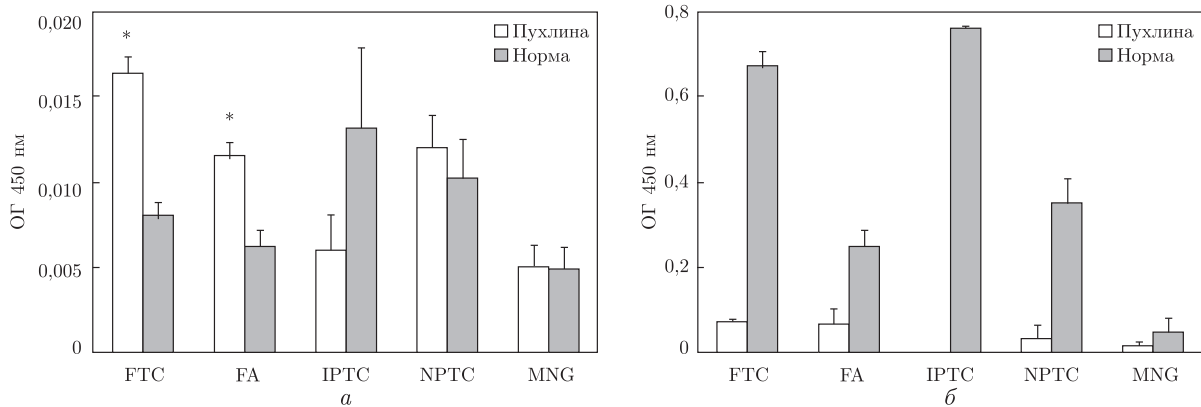 0,020
0,015
0,010
0,005
0
ОГ 450 нм
*
*
Пухлина
Норма
FTC FA IPTC NPTC MNG
а
0,8
0,6
0,4
0,2
0
ОГ 450 нм
Пухлина
Норма
FTC FA IPTC NPTC MNG
б